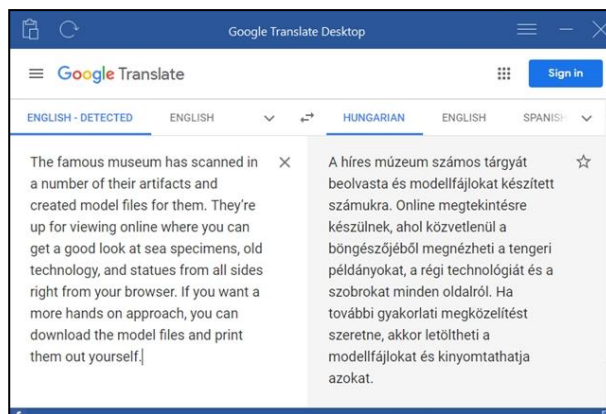 Google Translate Desktop
Google Translate
Sign in
ENGLISH - DETECTED
ENGLISH
HUNGARIAN
ENGLISH
SPANISH
The famous museum has scanned in
a number of their artifacts and
created model files for them. They're
up for viewing online where you can
get a good look at sea specimens, old
technology, and statues from all sides
right from your browser. If you want a
more hands on approach, you can
download the model files and print
them out yourself.
A híres múzeum számos tárgyát
beolvasta és modellfájlokat készített
számukra. Online megtekintésre
készülnek, ahol közvetlenül a
böngészőjéből megnézheti a tengeri
példányokat, a régi technológiát és a
szobrokat minden oldalról. Ha
további gyakorlati megközelítést
szeretne, akkor letöltheti a
modellfájlokat és kinyomtathatja
azokat.